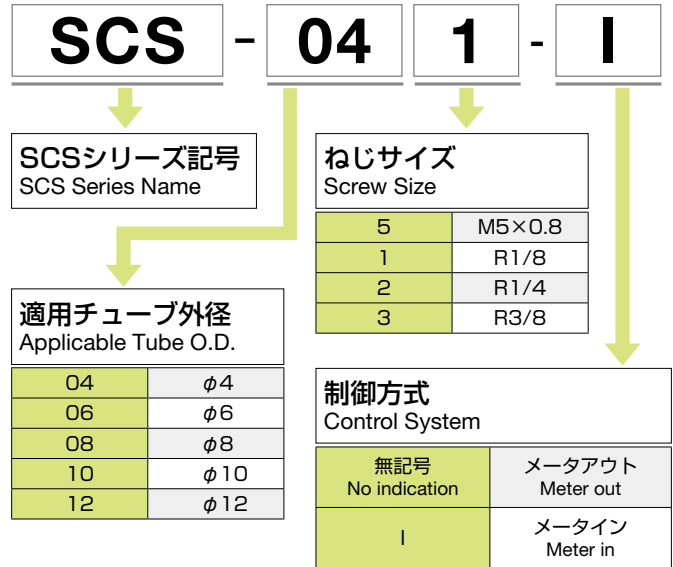 SCS - 04 1 - I
SCSシリーズ記号
SCS Series Name
ねじサイズ
Screw Size
5 M5×0.8
1 R1/8
2 R1/4
3 R3/8
適用チューブ外径
Applicable Tube O.D.
04 φ4
06 φ6
08 φ8
10 φ10
12 φ12
制御方式
Control System
無記号 メータアウト
No indication Meter out
I メータイン
Meter in